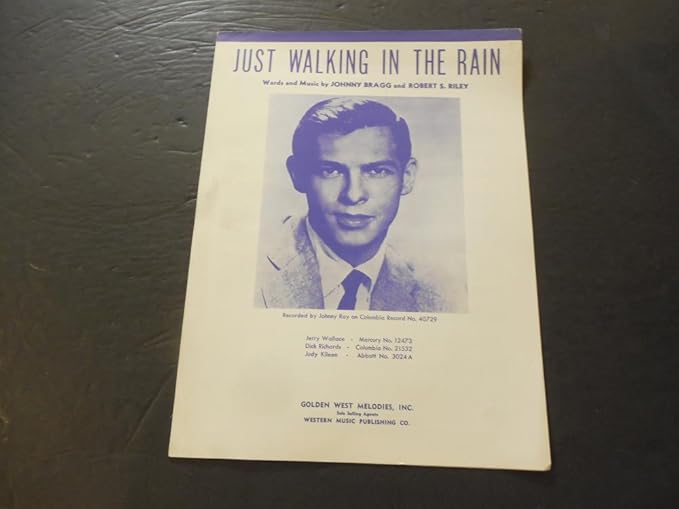 JUST WALKING IN THE RAIN
Words and Music by JOHNNY BRAGG and ROBERT S. RILEY
Recorded by Johnny Ray on Columbia Record No. 40729
Jerry Wallace - Mercury No. 12473
Dick Richards - Columbia No. 21532
Jody Kileen - Abbott No. 3024A
GOLDEN WEST MELODIES, INC.
Sole Selling Agents
WESTERN MUSIC PUBLISHING CO.